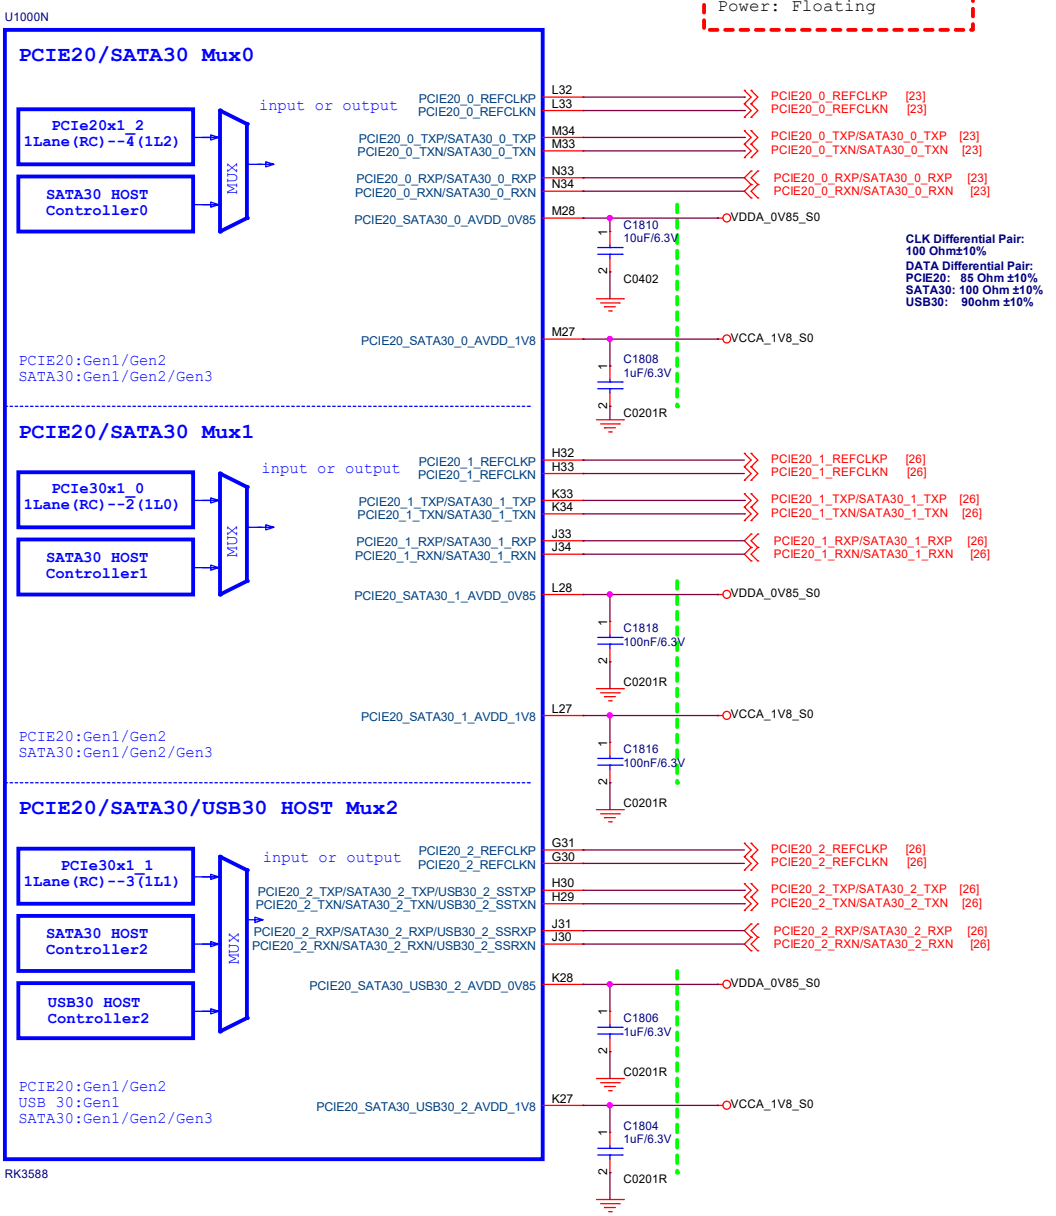 Power: Floating
U1000N
PCIE20/SATA30 Mux0
input or output
PCIe20x1_2
1Lane(RC)--4(1L2)
SATA30 HOST
Controller0
MUX
PCIE20_0_REFCLKP L32 PCIE20_0_REFCLKP [23]
PCIE20_0_REFCLKN L33 PCIE20_0_REFCLKN [23]
PCIE20_0_TXP/SATA30_0_TXP M34 PCIE20_0_TXP/SATA30_0_TXP [23]
PCIE20_0_TXN/SATA30_0_TXN M33 PCIE20_0_TXN/SATA30_0_TXN [23]
PCIE20_0_RXP/SATA30_0_RXP N33 PCIE20_0_RXP/SATA30_0_RXP [23]
PCIE20_0_RXN/SATA30_0_RXN N34 PCIE20_0_RXN/SATA30_0_RXN [23]
PCIE20_SATA30_0_AVDD_0V85 M28 VDDA_0V85_S0
1
C1810
10uF/6.3V
2
C0402
CLK Differential Pair:
100 Ohm±10%
DATA Differential Pair:
PCIE20: 85 Ohm ±10%
SATA30: 100 Ohm ±10%
USB30: 90ohm ±10%
PCIE20_SATA30_0_AVDD_1V8 M27 VCCA_1V8_S0
1
C1808
1uF/6.3V
2
C0201R
PCIE20:Gen1/Gen2
SATA30:Gen1/Gen2/Gen3
PCIE20/SATA30 Mux1
input or output
PCIe30x1_0
1Lane(RC)--2(1L0)
SATA30 HOST
Controller1
MUX
PCIE20_1_REFCLKP H32 PCIE20_1_REFCLKP [26]
PCIE20_1_REFCLKN H33 PCIE20_1_REFCLKN [26]
PCIE20_1_TXP/SATA30_1_TXP K33 PCIE20_1_TXP/SATA30_1_TXP [26]
PCIE20_1_TXN/SATA30_1_TXN K34 PCIE20_1_TXN/SATA30_1_TXN [26]
PCIE20_1_RXP/SATA30_1_RXP J33 PCIE20_1_RXP/SATA30_1_RXP [26]
PCIE20_1_RXN/SATA30_1_RXN J34 PCIE20_1_RXN/SATA30_1_RXN [26]
PCIE20_SATA30_1_AVDD_0V85 L28 VDDA_0V85_S0
1
C1818
100nF/6.3V
2
C0201R
PCIE20_SATA30_1_AVDD_1V8 L27 VCCA_1V8_S0
1
C1816
100nF/6.3V
2
C0201R
PCIE20:Gen1/Gen2
SATA30:Gen1/Gen2/Gen3
PCIE20/SATA30/USB30 HOST Mux2
input or output
PCIe30x1_1
1Lane(RC)--3(1L1)
SATA30 HOST
Controller2
USB30 HOST
Controller2
MUX
PCIE20_2_REFCLKP G31 PCIE20_2_REFCLKP [26]
PCIE20_2_REFCLKN G30 PCIE20_2_REFCLKN [26]
PCIE20_2_TXP/SATA30_2_TXP/USB30_2_SSTXP H30 PCIE20_2_TXP/SATA30_2_TXP [26]
PCIE20_2_TXN/SATA30_2_TXN/USB30_2_SSTXN H29 PCIE20_2_TXN/SATA30_2_TXN [26]
PCIE20_2_RXP/SATA30_2_RXP/USB30_2_SSRXP J31 PCIE20_2_RXP/SATA30_2_RXP [26]
PCIE20_2_RXN/SATA30_2_RXN/USB30_2_SSRXN J30 PCIE20_2_RXN/SATA30_2_RXN [26]
PCIE20_SATA30_USB30_2_AVDD_0V85 K28 VDDA_0V85_S0
1
C1806
1uF/6.3V
2
C0201R
PCIE20_SATA30_USB30_2_AVDD_1V8 K27 VCCA_1V8_S0
1
C1804
1uF/6.3V
2
C0201R
PCIE20:Gen1/Gen2
USB 30:Gen1
SATA30:Gen1/Gen2/Gen3
RK3588